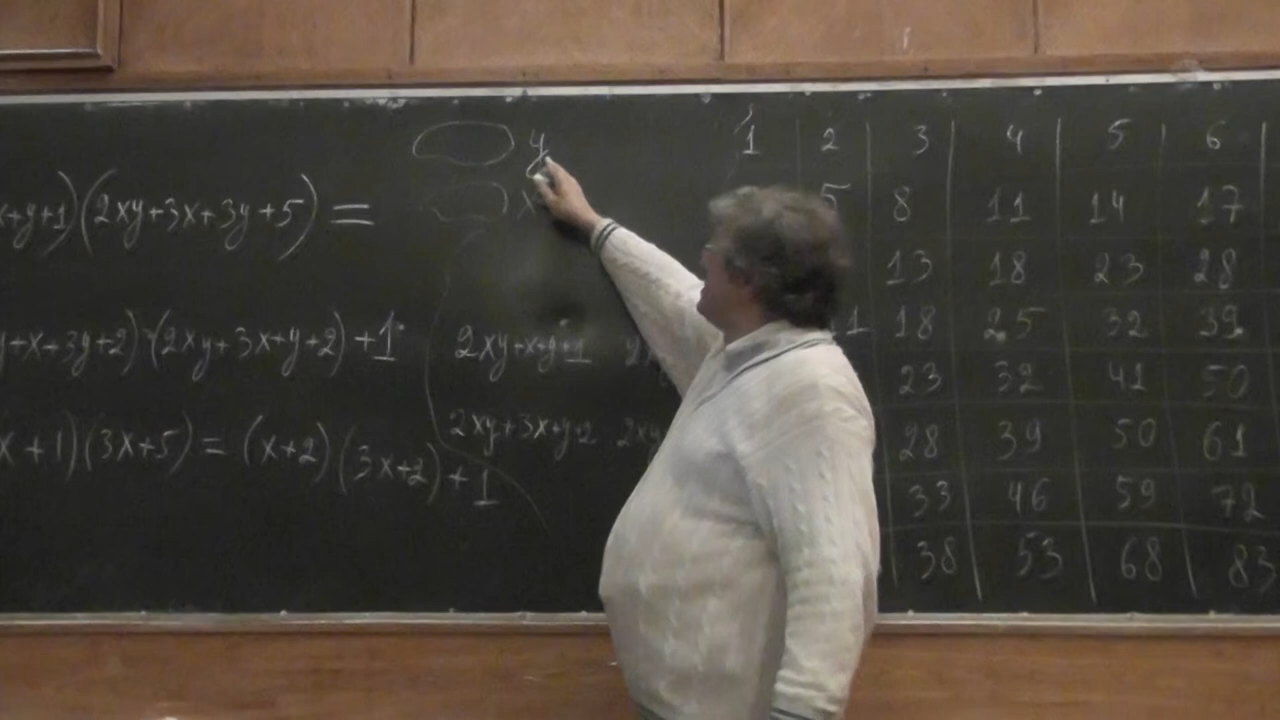 x+y+1)(2xy+3x+3y+5) =
y+x+3y+2)·(2xy+3x+y+2)+1
x+1)(3x+5) = (x+2)(3x+2)+1
y
x
2xy+x+y+1
2xy+3x+y+2 2xy
1 2 3 4 5 6
5 8 11 14 17
13 18 23 28
1 18 25 32 39
23 32 41 50
28 39 50 61
33 46 59 72
38 53 68 83